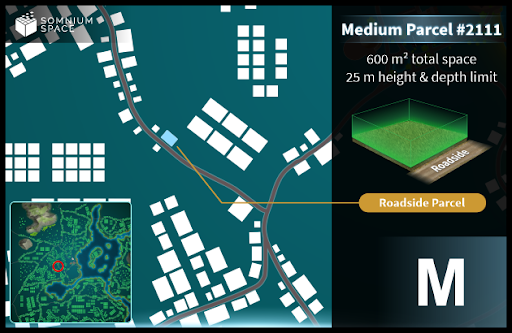 SOMNIUM
SPACE
Medium Parcel #2111
600 m² total space
25 m height & depth limit
Roadside
Roadside Parcel
M